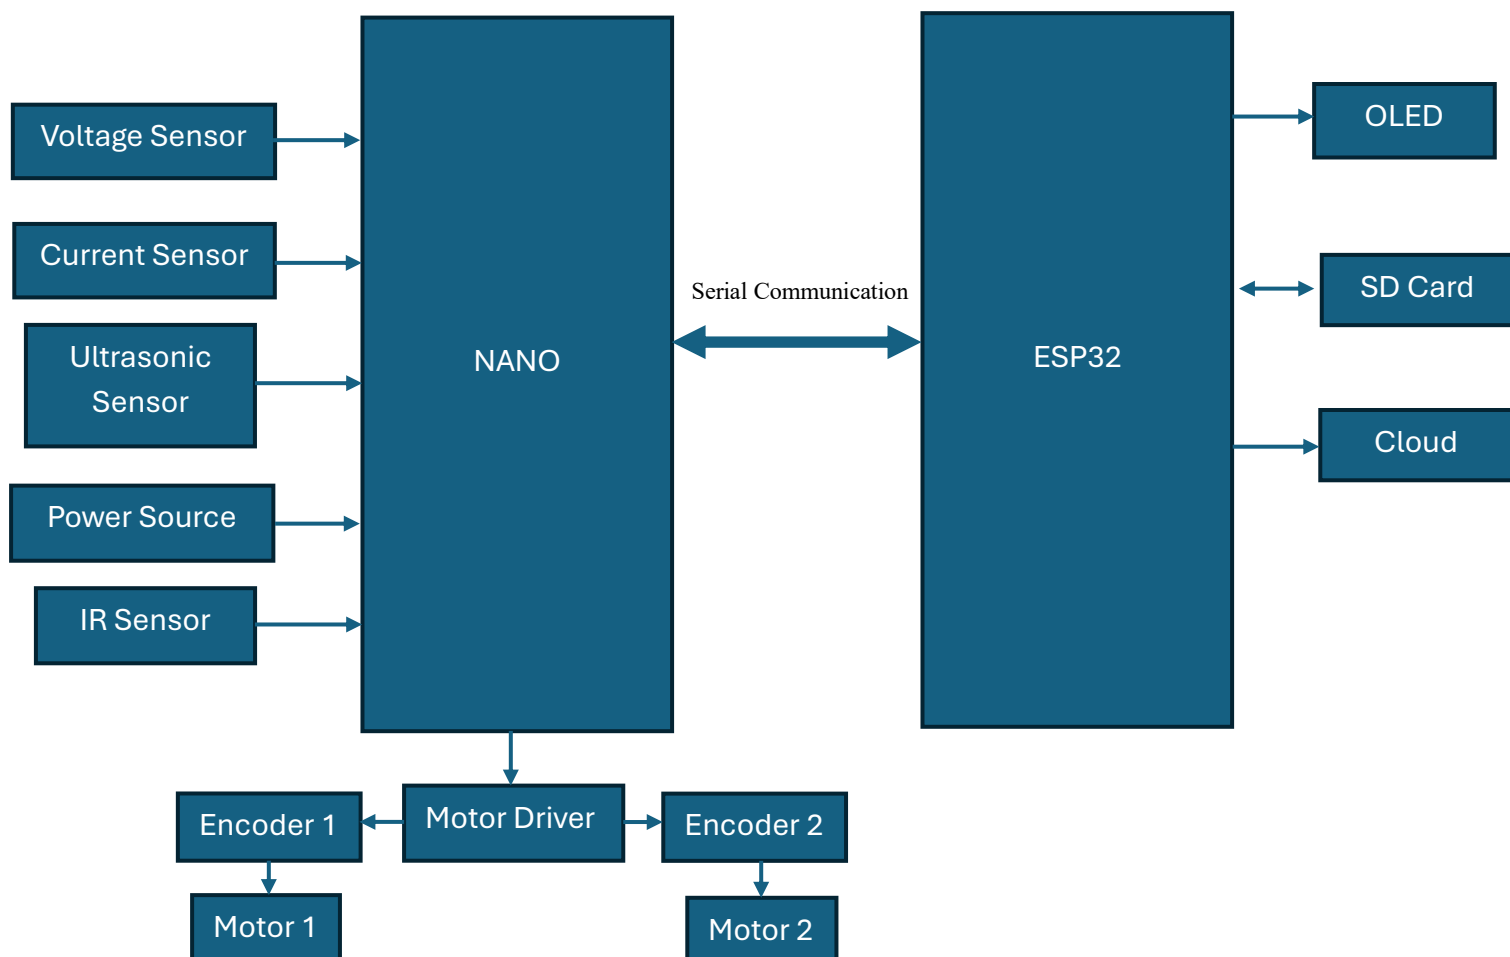 Voltage Sensor
Current Sensor
Ultrasonic
Sensor
Power Source
IR Sensor
NANO
Serial Communication
ESP32
OLED
SD Card
Cloud
Encoder 1
Motor Driver
Encoder 2
Motor 1
Motor 2